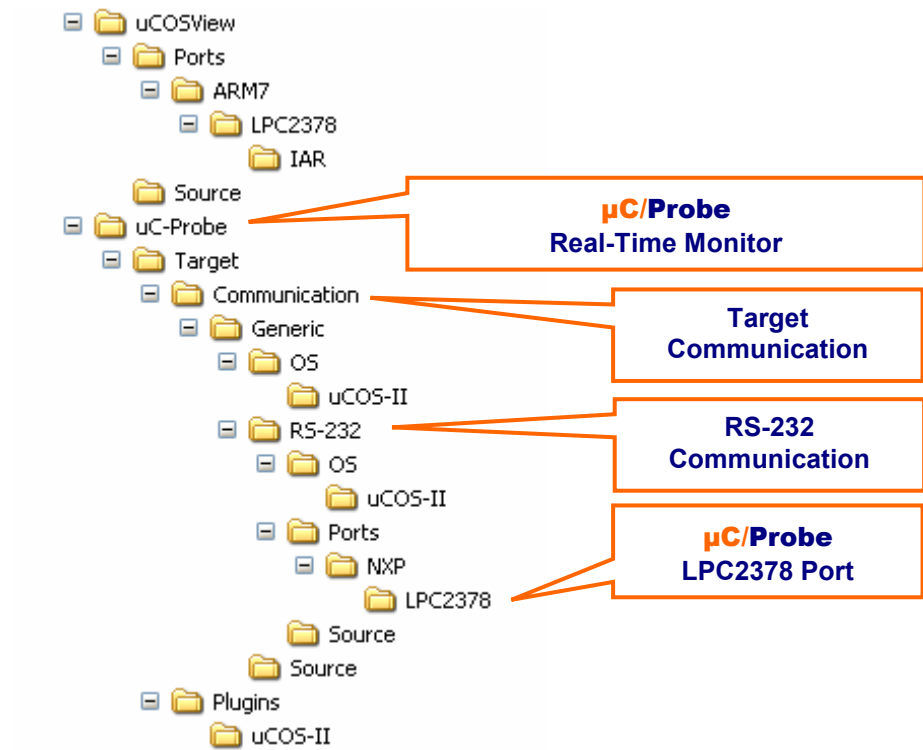 uCOSView
Ports
ARM7
LPC2378
IAR
Source
uC-Probe
µC/Probe
Real-Time Monitor
Target
Communication
Target
Communication
Generic
OS
uCOS-II
RS-232
RS-232
Communication
OS
uCOS-II
Ports
NXP
LPC2378
µC/Probe
LPC2378 Port
Source
Source
Plugins
uCOS-II